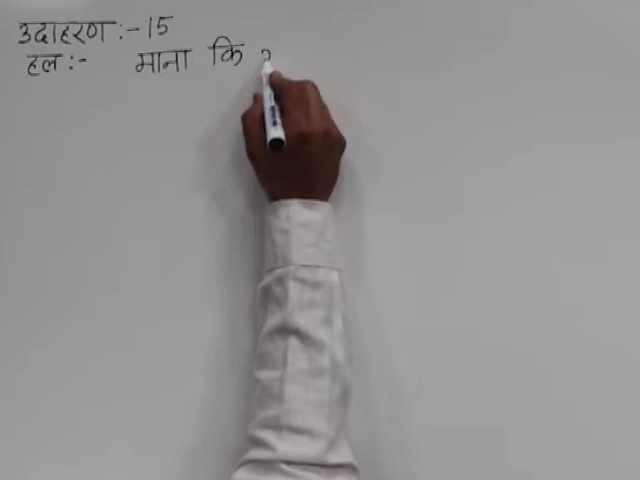 उदाहरण :- 15
हल :- माना कि